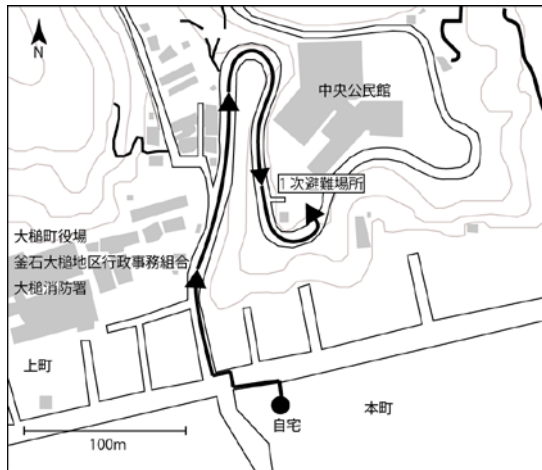 N
中央公民館
1次避難場所
大槌町役場
釜石大槌地区行政事務組合
大槌消防署
上町
本町
自宅
100m